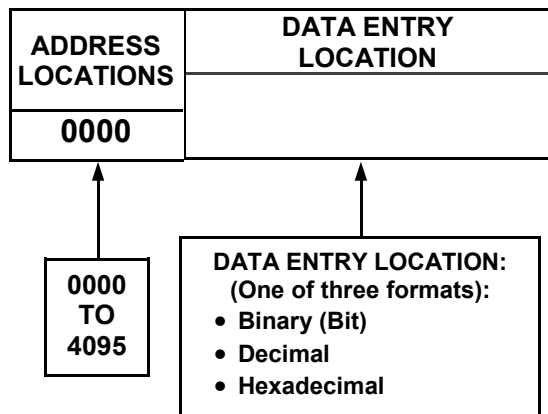 ADDRESS
LOCATIONS
DATA ENTRY
LOCATION
0000
0000
TO
4095
DATA ENTRY LOCATION:
(One of three formats):
• Binary (Bit)
• Decimal
• Hexadecimal